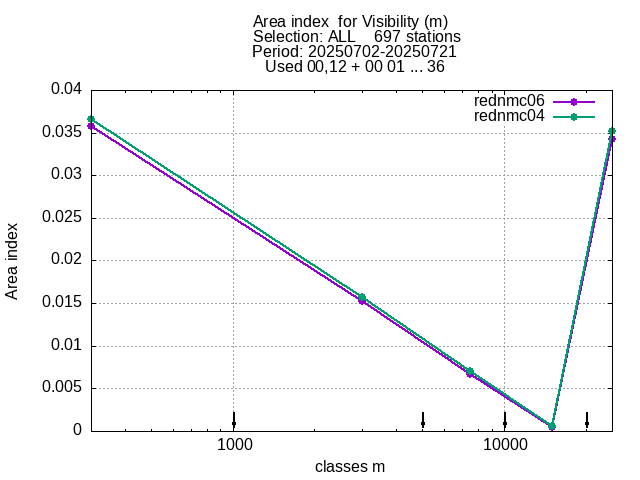 Area index  for Visibility (m)
Selection: ALL    697 stations
Period: 20250702-20250721
Used 00,12 + 00 01 ... 36
0.04
rednmc06
rednmc04
0.035
0.03
0.025
0.02
0.015
0.01
0.005
0
Area index
1000
10000
classes m